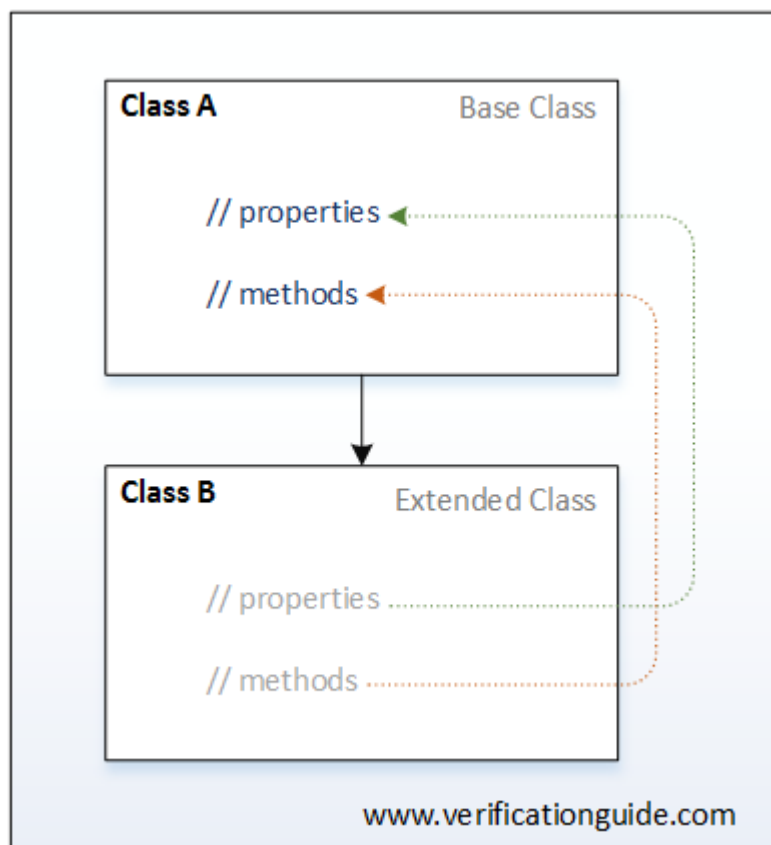 Class A
Base Class
// properties
// methods
Class B
Extended Class
// properties
// methods
www.verificationguide.com